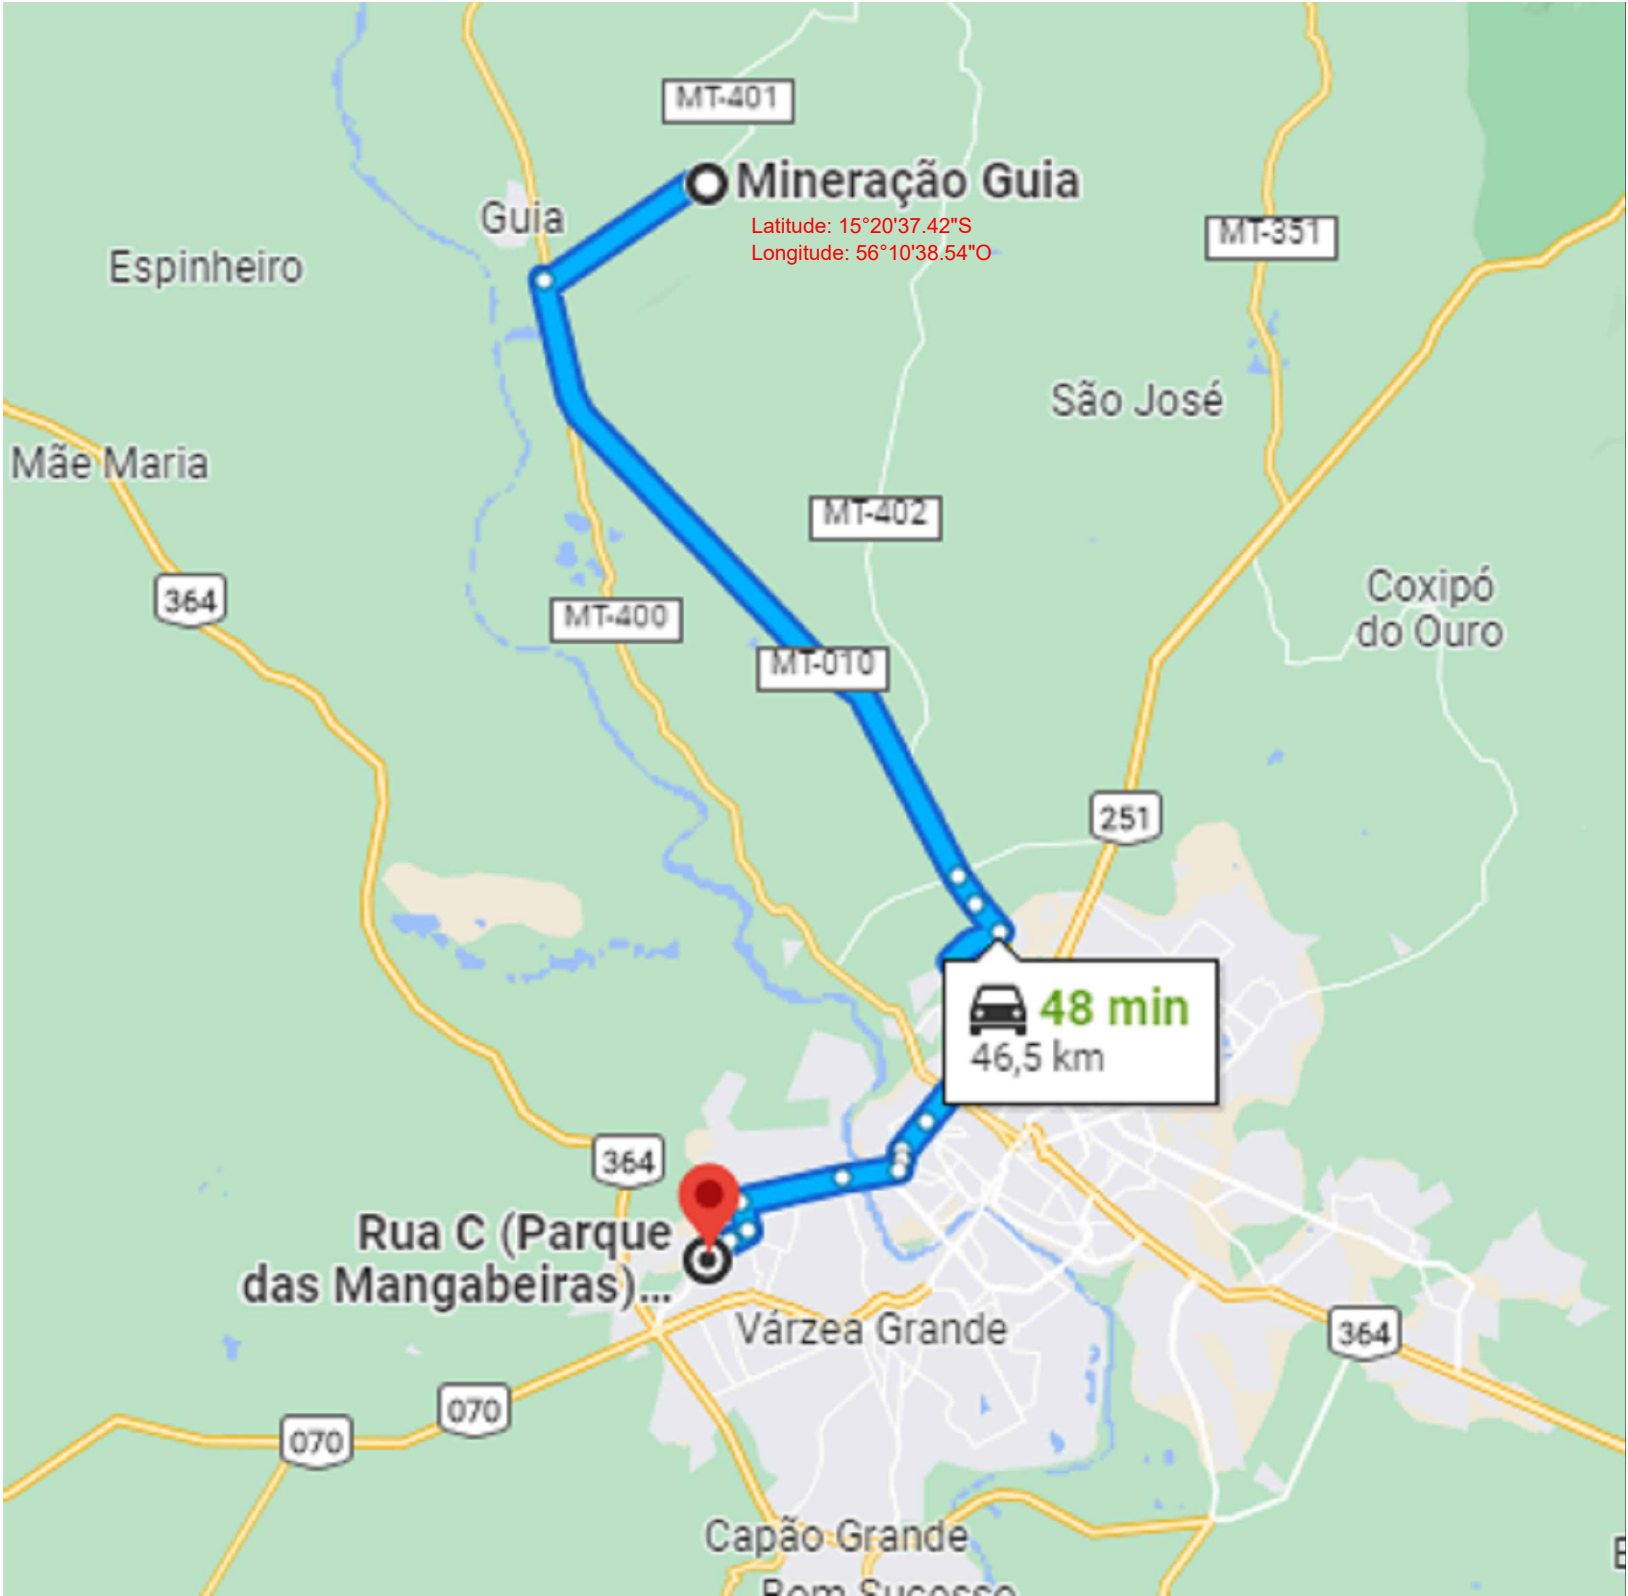 MT-401
Mineração Guia
Latitude: 15°20'37.42"S
Longitude: 56°10'38.54"O
Guia
MT-351
Espinheiro
São José
Mãe Maria
MT-402
364
MT-400
Coxipó
do Ouro
MT-010
251
48 min
46,5 km
364
Rua C (Parque
das Mangabeiras)...
Várzea Grande
364
070
070
Capão Grande
Bom Sucesso